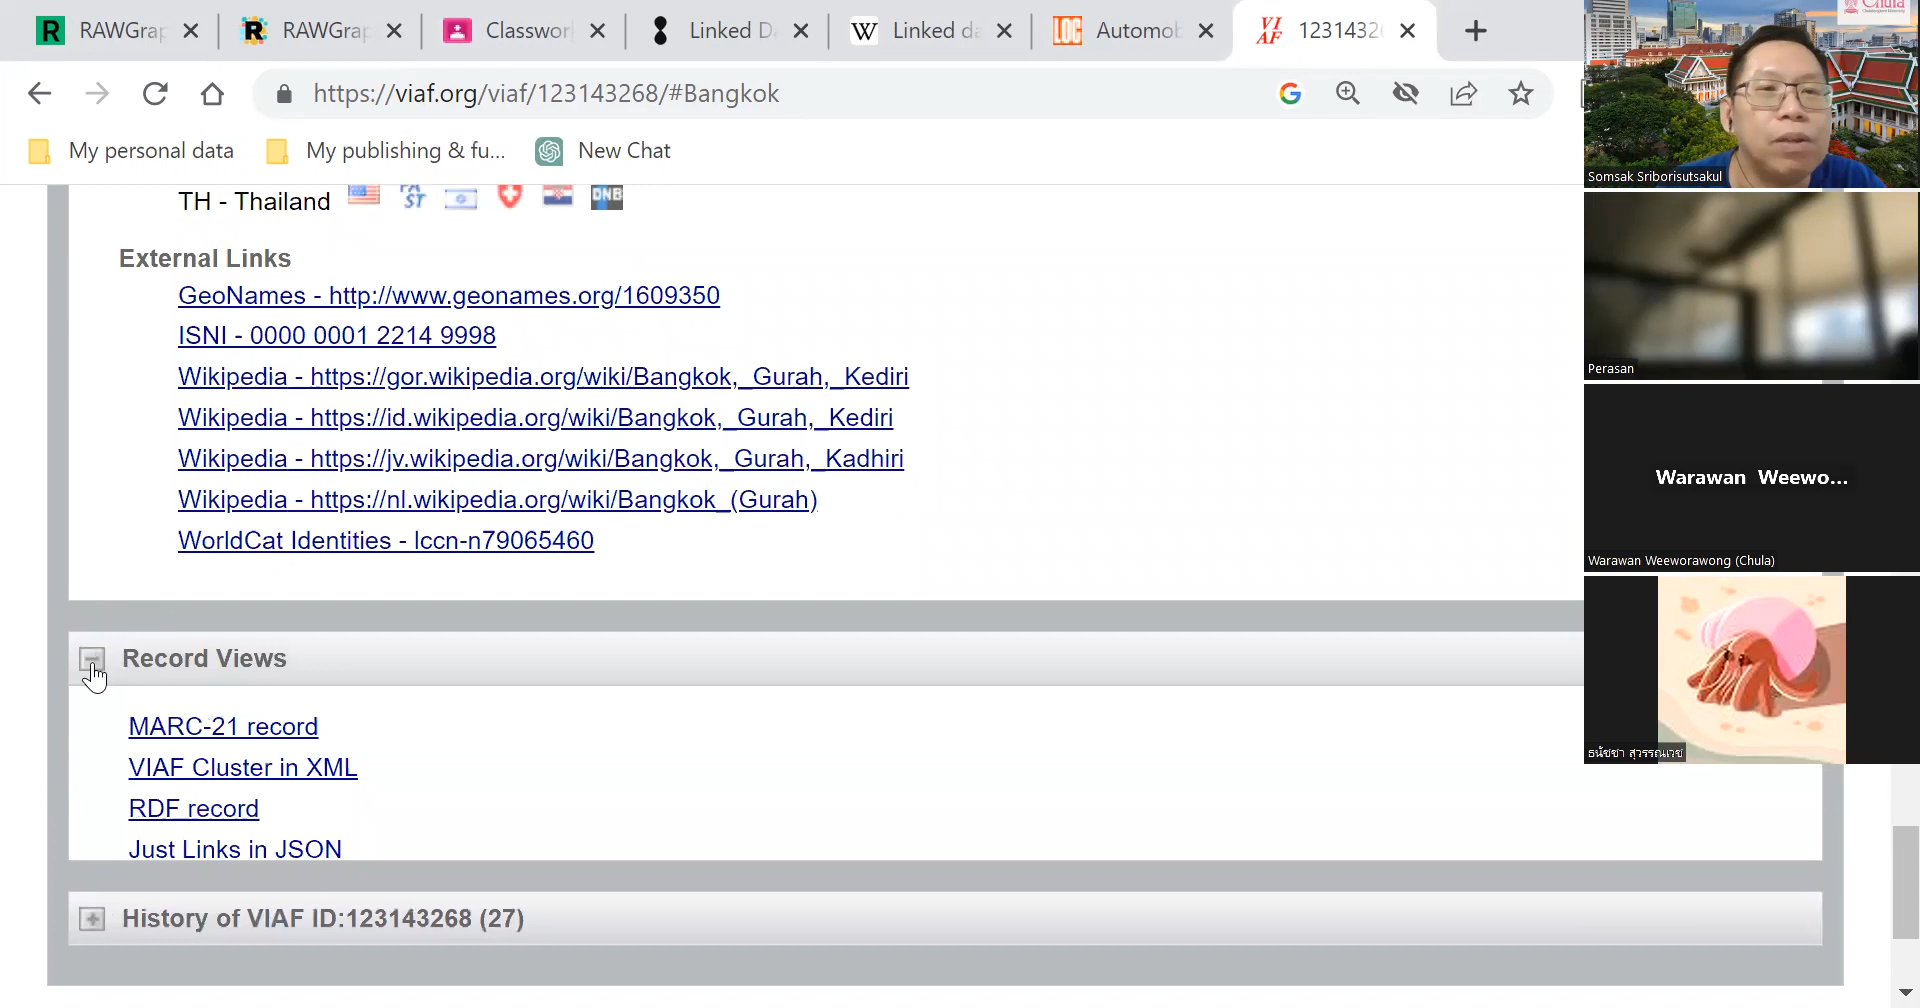 RAWGra
RAWGra
Classwor
Linked D
Linked da
Automob
VI
AF
1231432
https://viaf.org/viaf/123143268/#Bangkok
My personal data
My publishing & fu...
New Chat
TH - Thailand
External Links
GeoNames - http://www.geonames.org/1609350
ISNI - 0000 0001 2214 9998
Wikipedia - https://gor.wikipedia.org/wiki/Bangkok,_Gurah,_Kediri
Wikipedia - https://id.wikipedia.org/wiki/Bangkok,_Gurah,_Kediri
Wikipedia - https://jv.wikipedia.org/wiki/Bangkok,_Gurah,_Kadhiri
Wikipedia - https://nl.wikipedia.org/wiki/Bangkok_(Gurah)
WorldCat Identities - lccn-n79065460
Record Views
MARC-21 record
VIAF Cluster in XML
RDF record
Just Links in JSON
History of VIAF ID:123143268 (27)
Chula
Somsak Sriborisutsakul
Perasan
Warawan Weewo...
Warawan Weeworawong (Chula)
ธนัชชา สุวรรณเวช